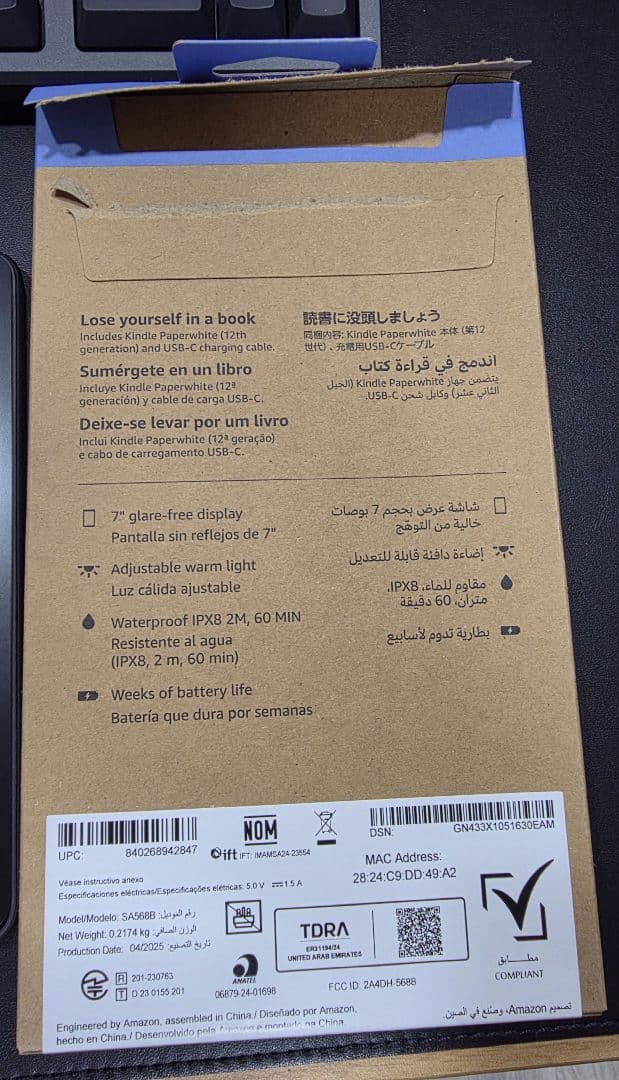 Lose yourself in a book
Includes Kindle Paperwhite (12th
generation) and USB-C charging cable.
Sumérgete en un libro
Incluye Kindle Paperwhite (12ª
generación) y cable de carga USB-C.
Deixe-se levar por um livro
Inclui Kindle Paperwhite (12ª geração)
e cabo de carregamento USB-C.
読書に没頭しましょう
同梱内容: Kindle Paperwhite 本体 (第12
世代)、充電用USB-Cケーブル
اندمج في قراءة كتاب
يتضمن جهاز Kindle Paperwhite (الجيل
الثاني عشر) وكابل شحن USB-C.
7" glare-free display
Pantalla sin reflejos de 7"
Adjustable warm light
Luz cálida ajustable
Waterproof IPX8 2M, 60 MIN
Resistente al agua
(IPX8, 2 m, 60 min)
Weeks of battery life
Batería que dura por semanas
شاشة عرض بحجم 7 بوصات
خالية من التوهّج
إضاءة دافئة قابلة للتعديل
مقاوم للماء، IPX8،
متران، 60 دقيقة
بطارية تدوم لأسابيع
UPC: 840268942847
NOM
ift IFT: IMAMSA24-23554
DSN: GN433X1051630EAM
MAC Address:
28:24:C9:DD:49:A2
Véase instructivo anexo
Especificaciones eléctricas/Especificações elétricas: 5.0 V ⎓ 1.5 A
Model/Modelo: SA568B رقم الموديل:
Net Weight: 0.2174 kg الوزن الصافي:
Production Date: 04/2025 تاريخ التصنيع:
R 201-230763
T D 23 0155 201
ANATEL
06879-24-01698
TDRA
ER31194/24
UNITED ARAB EMIRATES
FCC ID: 2A4DH-5688
مطـــابق
COMPLIANT
Engineered by Amazon, assembled in China./ Diseñado por Amazon,
hecho en China./ Desenvolvido pela Amazon e montado na China.
تصميم Amazon، وصُنع في الصين.